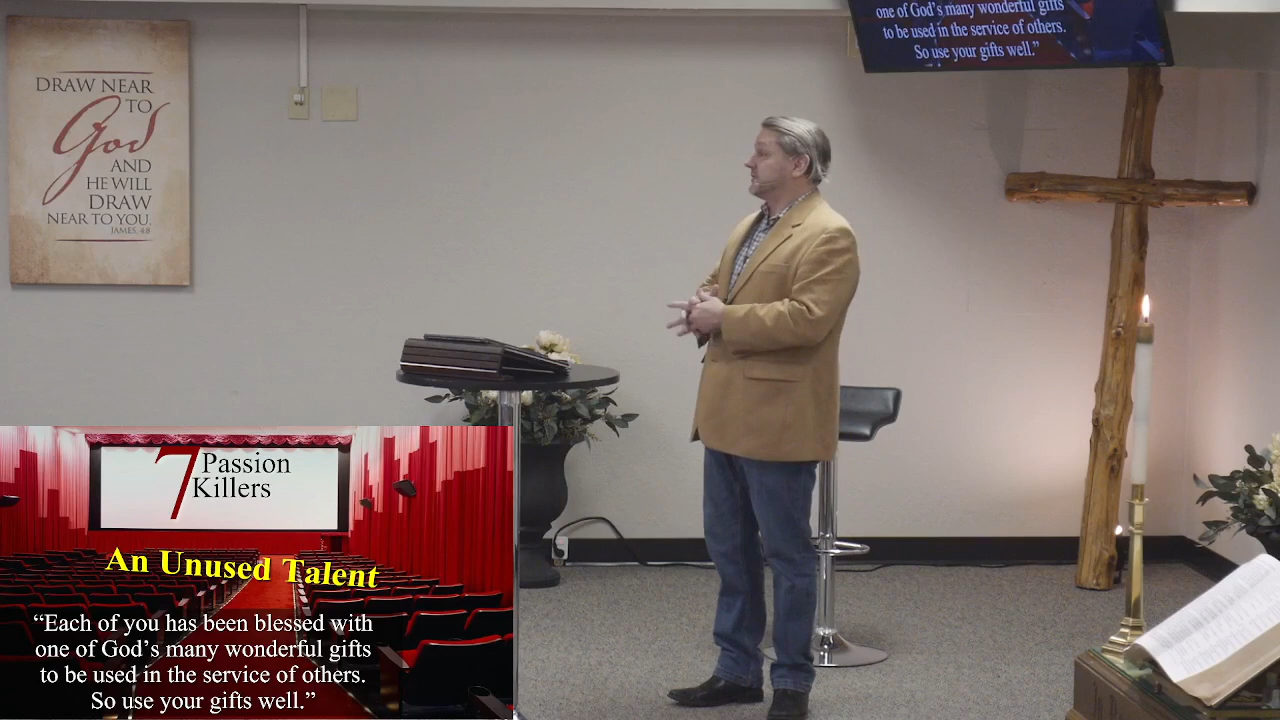 DRAW NEAR
TO
God
AND
HE WILL
DRAW
NEAR TO YOU.
JAMES. 4:8
one of God's many wonderful gifts
to be used in the service of others.
So use your gifts well."
7 Passion
Killers
An Unused Talent
"Each of you has been blessed with
one of God's many wonderful gifts
to be used in the service of others.
So use your gifts well."